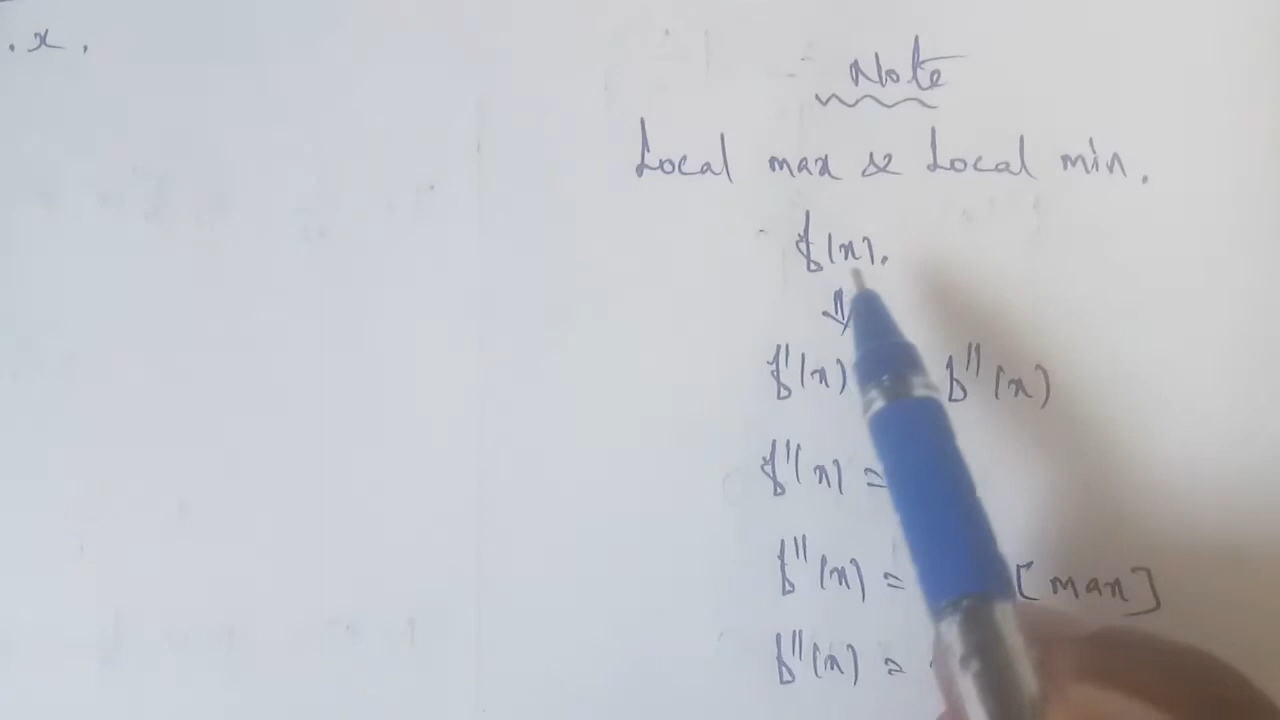 . x .
Note
Local max & Local min.
f(x).
f'(x) f''(x)
f'(x) =
f''(x) = [max]
f''(x) =